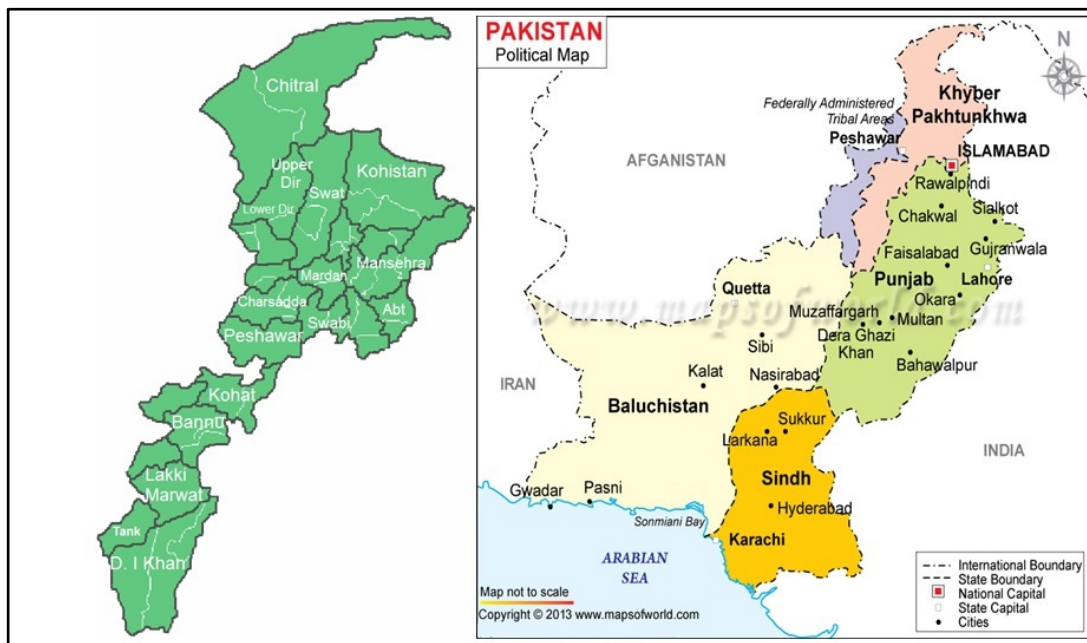 Chitral
Upper
Dir
Kohistan
Swat
Lower Dir
Mansehra
Mardan
Charsadda
Swabi
Abt
Peshawar
Kohat
Bannu
Lakki
Marwat
Tank
D. I Khan
PAKISTAN
Political Map
N
Federally Administered
Tribal Areas
Khyber
Pakhtunkhwa
Peshawar
ISLAMABAD
AFGANISTAN
Rawalpindi
Chakwal
Sialkot
Gujranwala
Faisalabad
Punjab
Lahore
Quetta
Okara
www.mapsofworld.com
Muzaffargarh
Multan
Dera Ghazi
Khan
Sibi
Bahawalpur
Kalat
Nasirabad
IRAN
Baluchistan
Sukkur
Larkana
INDIA
Sindh
Gwadar
Pasni
Hyderabad
Sonmiani Bay
Karachi
ARABIAN
SEA
Map not to scale
Copyright © 2013 www.mapsofworld.com
International Boundary
State Boundary
National Capital
State Capital
Cities